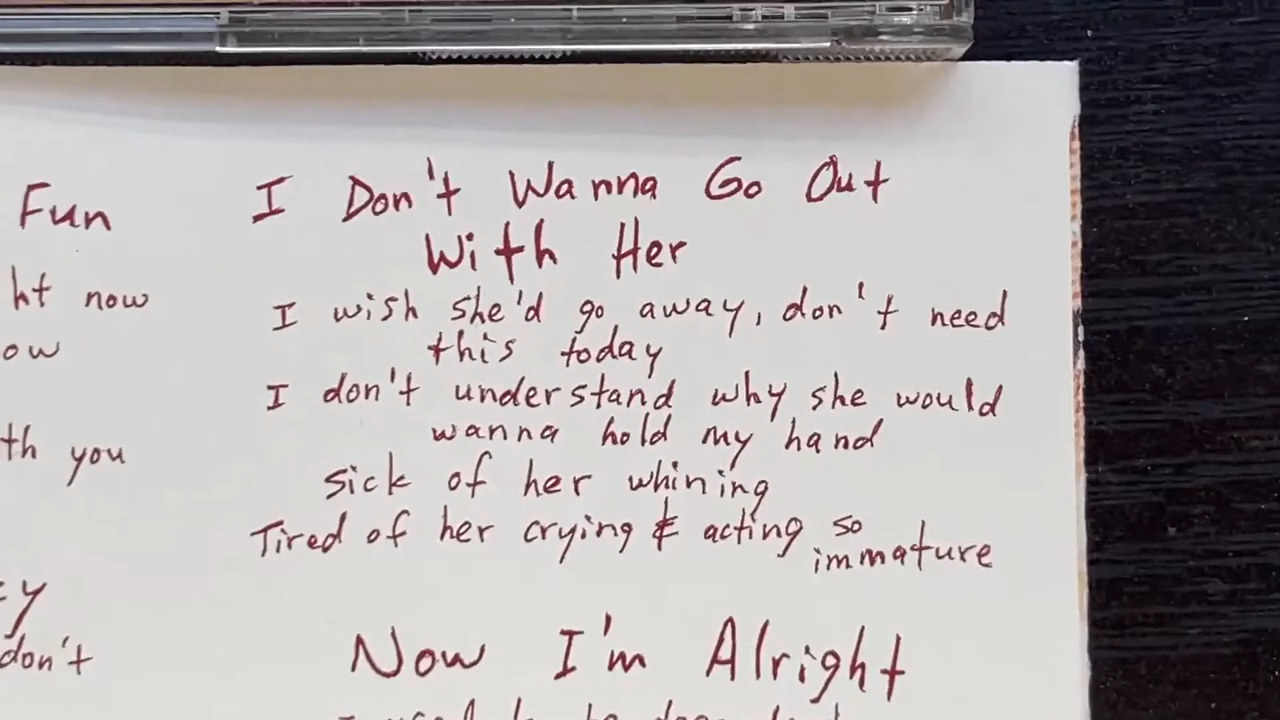 Fun
ht now
ow
th you
y
don't
I Don't Wanna Go Out
With Her
I wish she'd go away, don't need
this today
I don't understand why she would
wanna hold my hand
sick of her whining
Tired of her crying & acting so
immature
Now I'm Alright